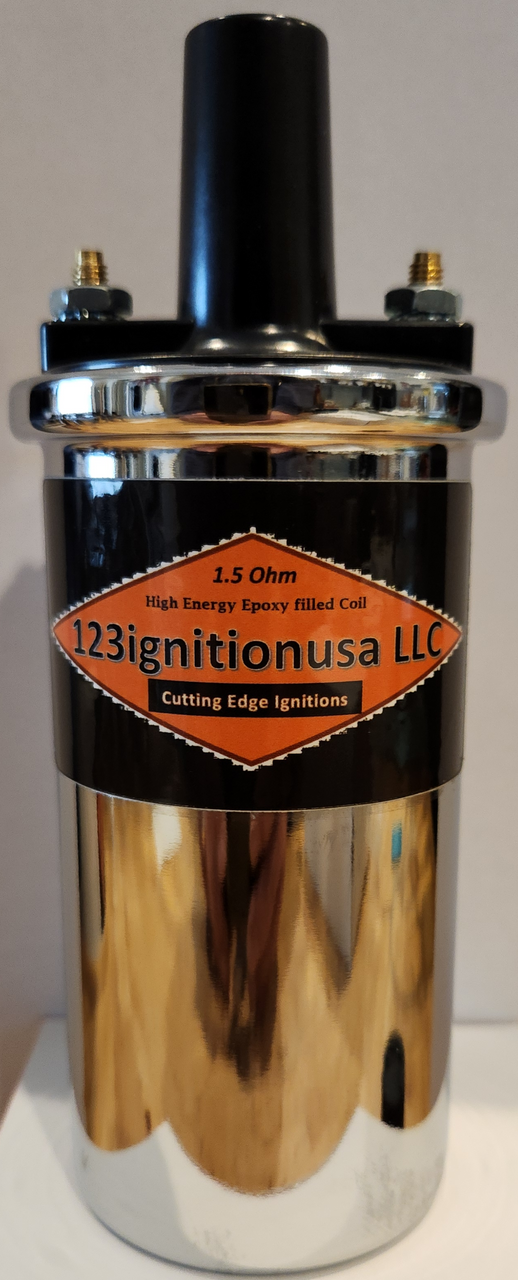 1.5 Ohm
High Energy Epoxy filled Coil
123ignitionusa LLC
Cutting Edge Ignitions